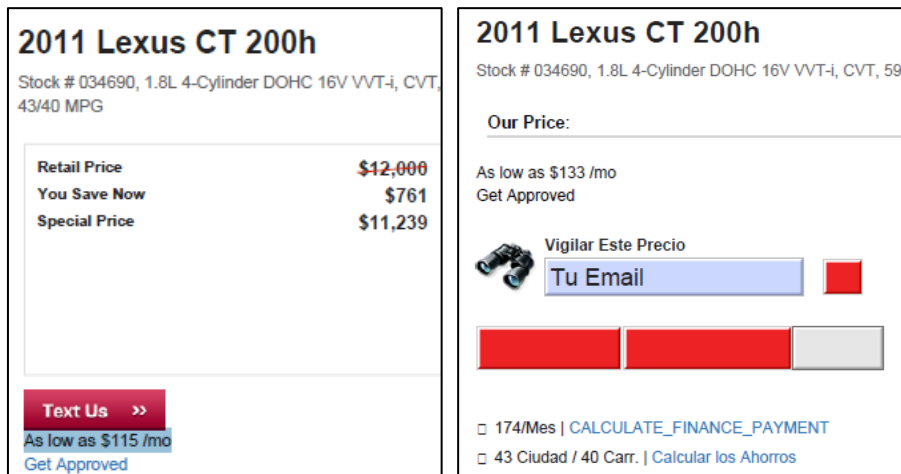 2011 Lexus CT 200h
Stock # 034690, 1.8L 4-Cylinder DOHC 16V VVT-i, CVT,
43/40 MPG
Retail Price $12,000
You Save Now $761
Special Price $11,239
Text Us »
As low as $115 /mo
Get Approved
2011 Lexus CT 200h
Stock # 034690, 1.8L 4-Cylinder DOHC 16V VVT-i, CVT, 59
Our Price:
As low as $133 /mo
Get Approved
Vigilar Este Precio
Tu Email
174/Mes | CALCULATE_FINANCE_PAYMENT
43 Ciudad / 40 Carr. | Calcular los Ahorros